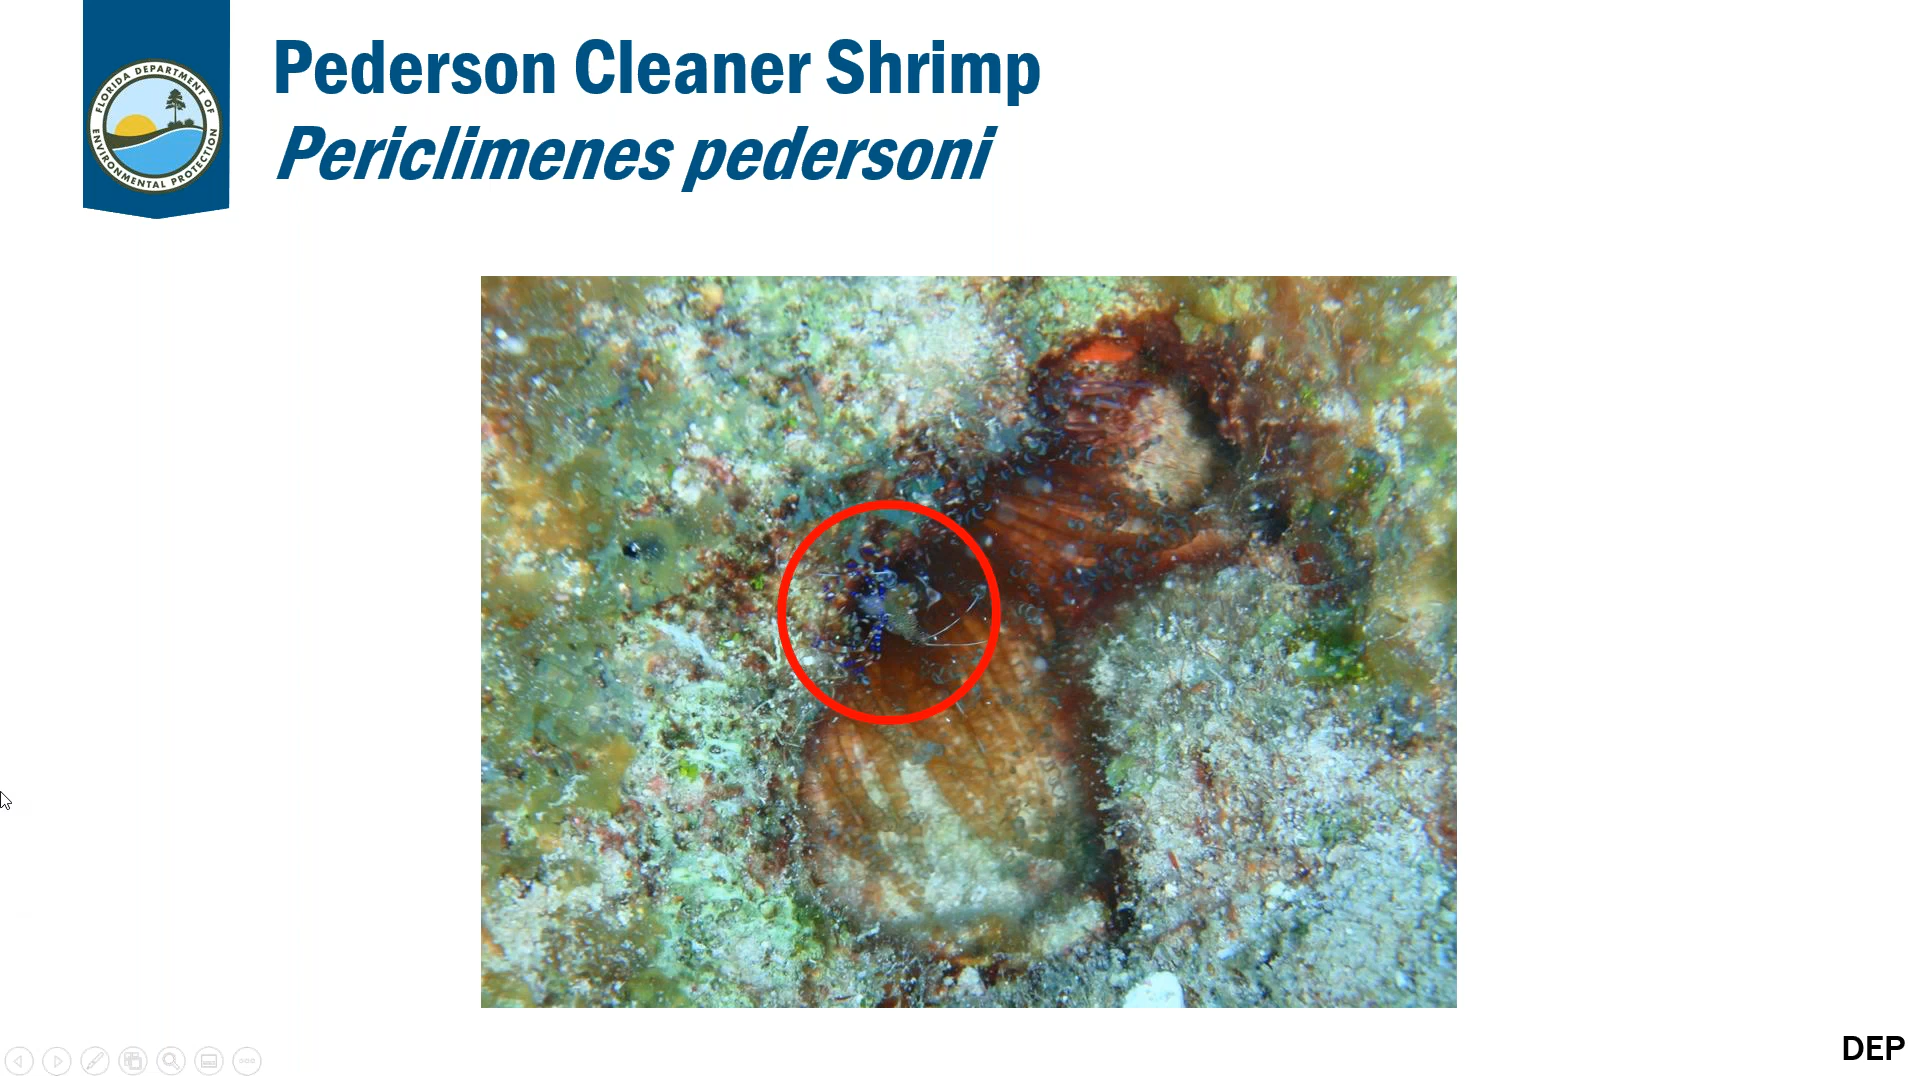 Pederson Cleaner Shrimp
Periclimenes pedersoni
FLORIDA DEPARTMENT OF
ENVIRONMENTAL PROTECTION
DEP